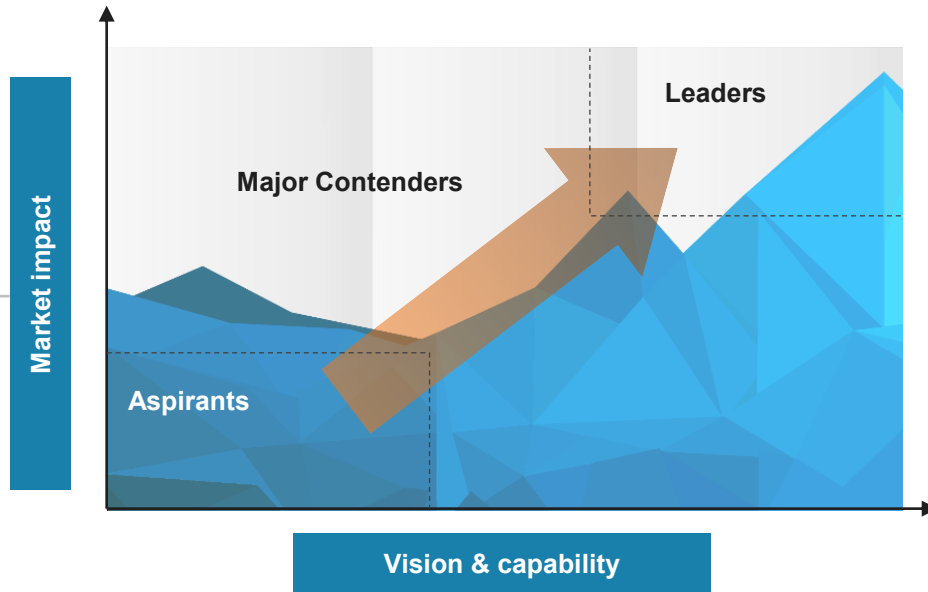 Leaders
Major Contenders
Market impact
Aspirants
Vision & capability